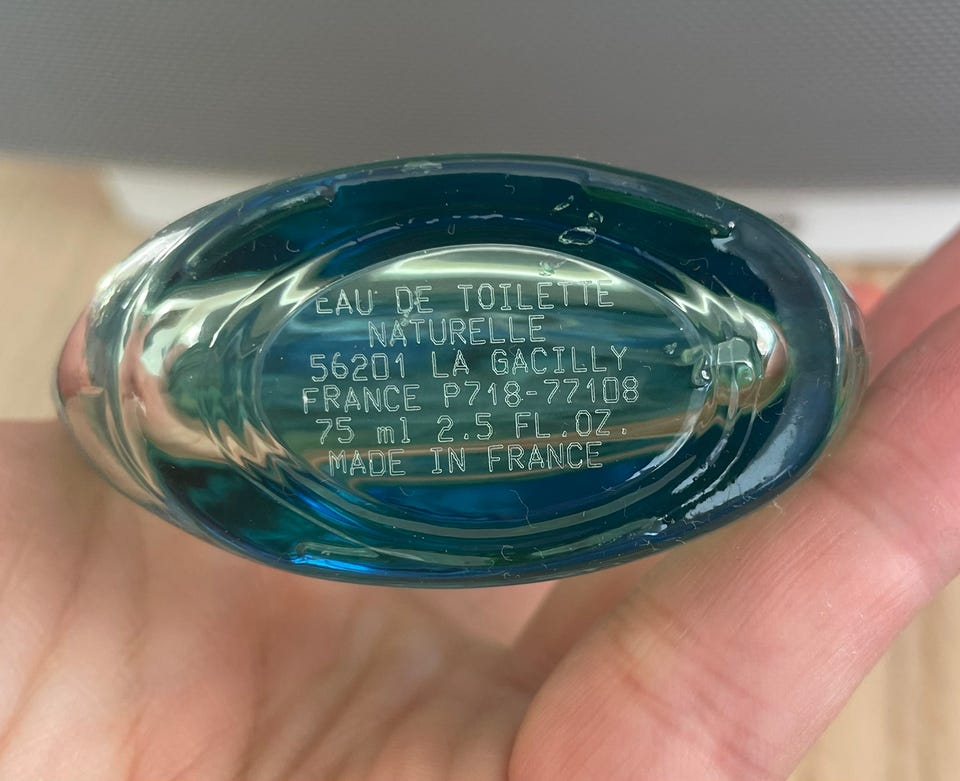 EAU DE TOILETTE
NATURELLE
56201 LA GACILLY
FRANCE P718-77108
75 ml 2.5 FL.OZ.
MADE IN FRANCE